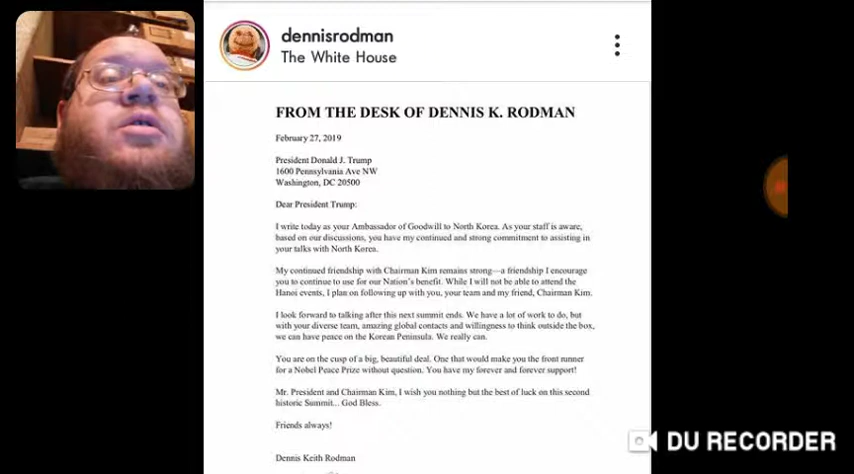 dennisrodman
The White House
FROM THE DESK OF DENNIS K. RODMAN
February 27, 2019
President Donald J. Trump
1600 Pennsylvania Ave NW
Washington, DC 20500
Dear President Trump:
I write today as your Ambassador of Goodwill to North Korea. As your staff is aware,
based on our discussions, you have my continued and strong commitment to assisting in
your talks with North Korea.
My continued friendship with Chairman Kim remains strong—a friendship I encourage
you to continue to use for our Nation's benefit. While I will not be able to attend the
Hanoi events, I plan on following up with you, your team and my friend, Chairman Kim.
I look forward to talking after this next summit ends. We have a lot of work to do, but
with your diverse team, amazing global contacts and willingness to think outside the box,
we can have peace on the Korean Peninsula. We really can.
You are on the cusp of a big, beautiful deal. One that would make you the front runner
for a Nobel Peace Prize without question. You have my forever and forever support!
Mr. President and Chairman Kim, I wish you nothing but the best of luck on this second
historic Summit... God Bless.
Friends always!
Dennis Keith Rodman
DU RECORDER